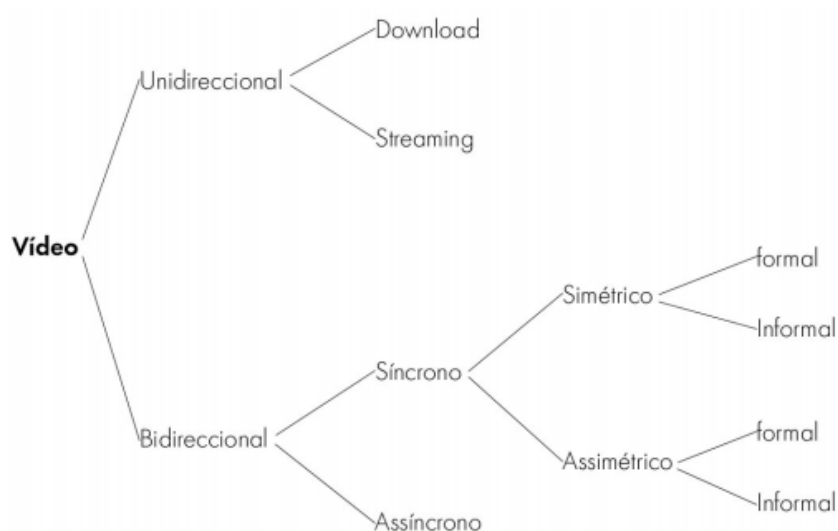 Download
Unidireccional
Streaming
Vídeo
formal
Simétrico
Informal
Síncrono
formal
Bidireccional
Assimétrico
Informal
Assíncrono